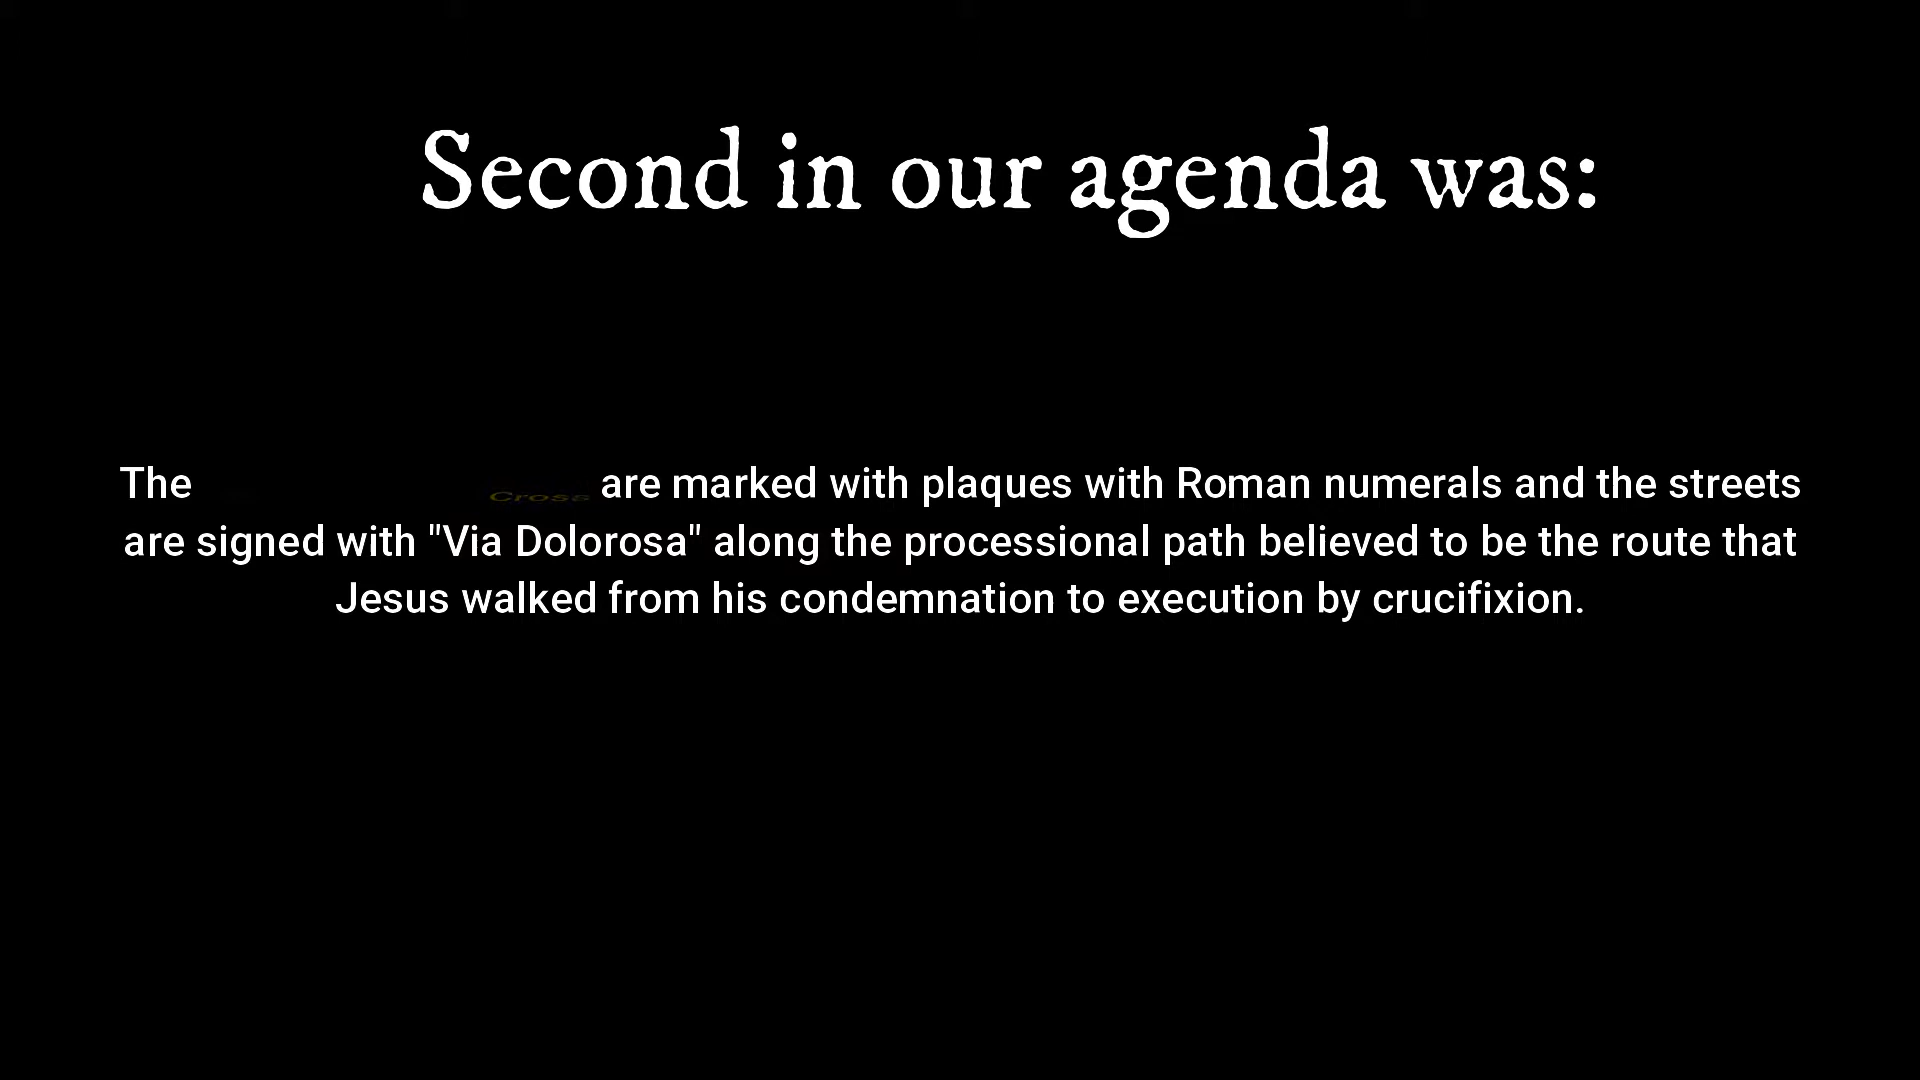 Second in our agenda was:
The Cross are marked with plaques with Roman numerals and the streets
are signed with "Via Dolorosa" along the processional path believed to be the route that
Jesus walked from his condemnation to execution by crucifixion.